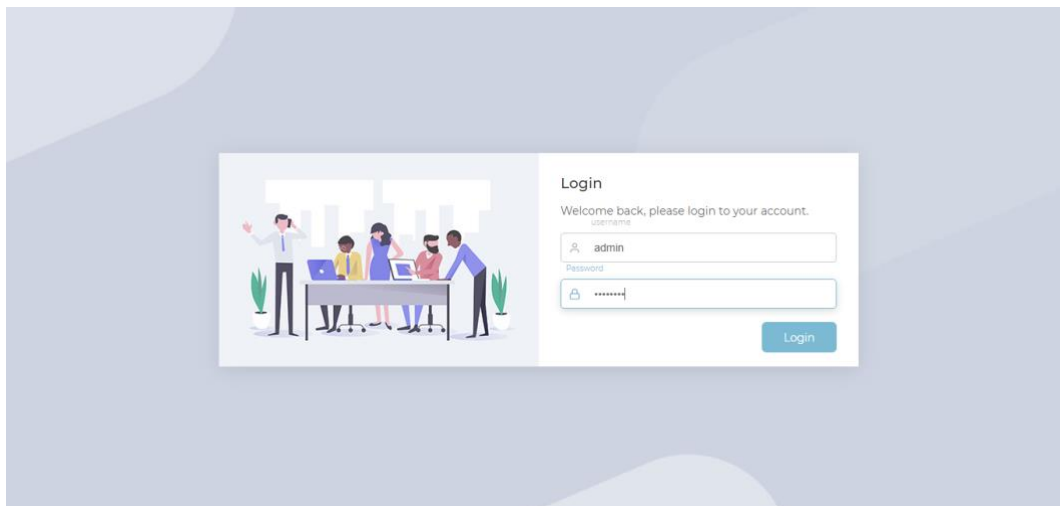 Login
Welcome back, please login to your account.
username
admin
Password
••••••••
Login